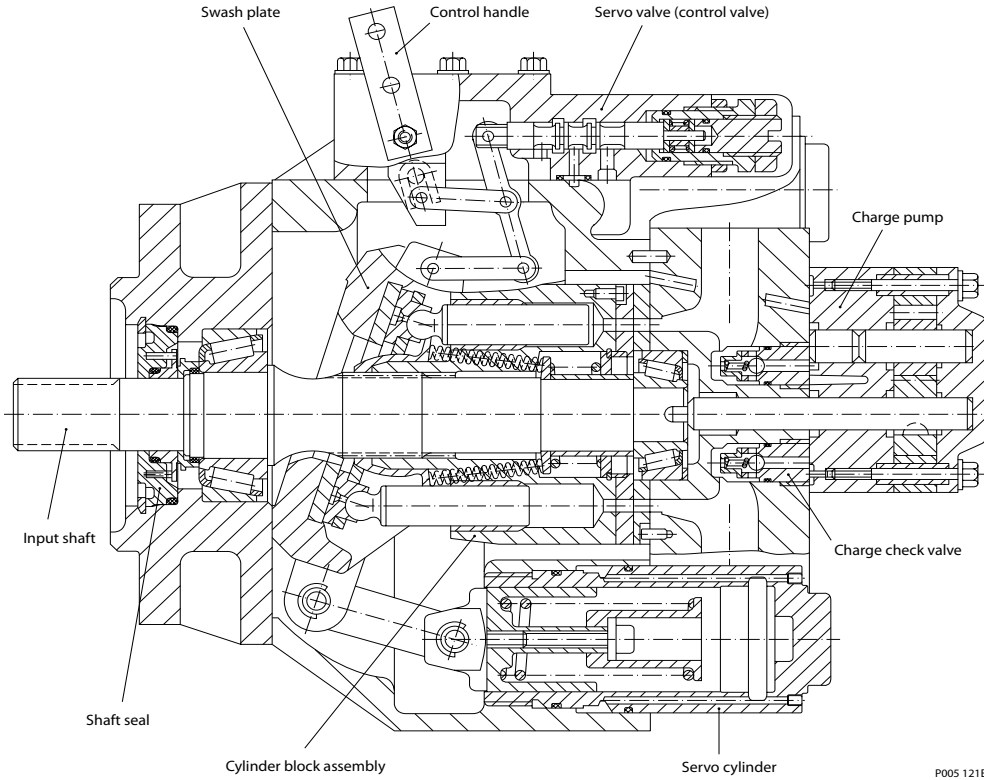 Swash plate
Control handle
Servo valve (control valve)
Charge pump
Input shaft
Charge check valve
Shaft seal
Cylinder block assembly
Servo cylinder
P005 121E